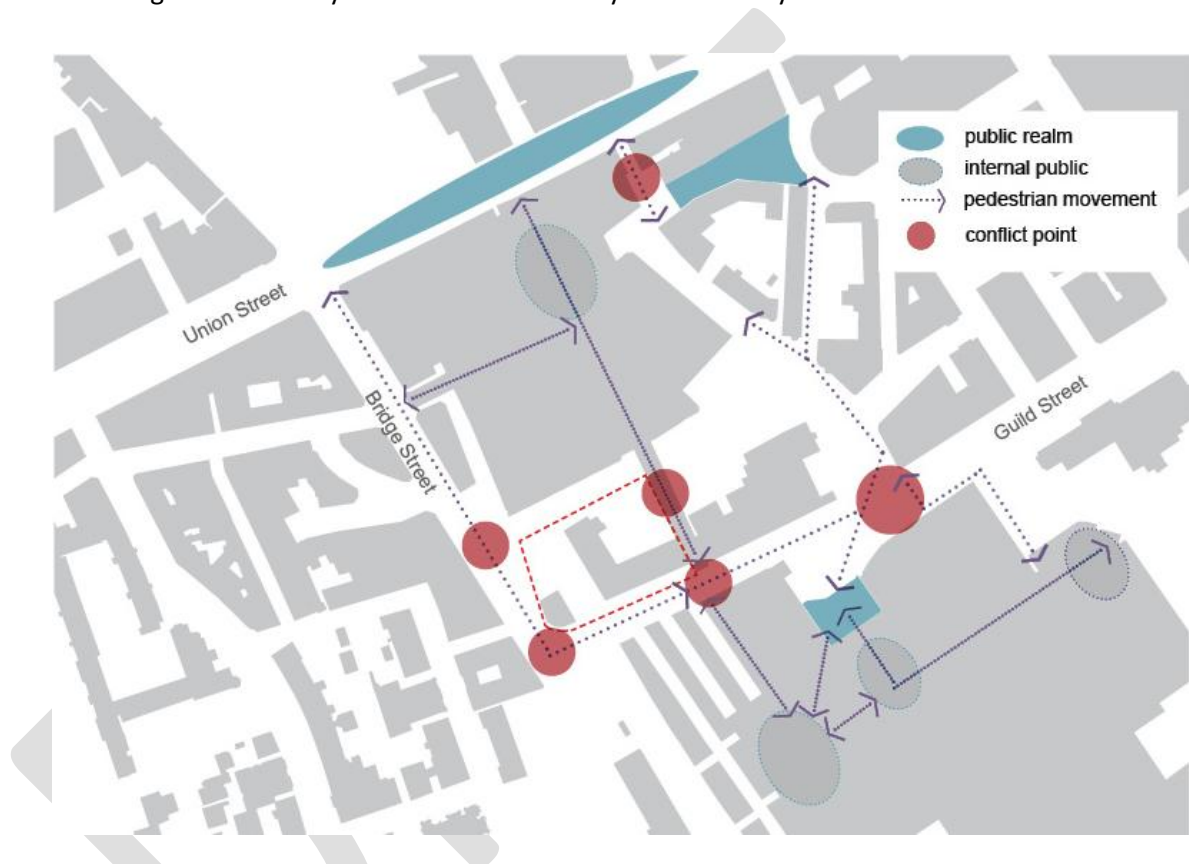 public realm
internal public
pedestrian movement
conflict point
Union Street
Bridge Street
Guild Street